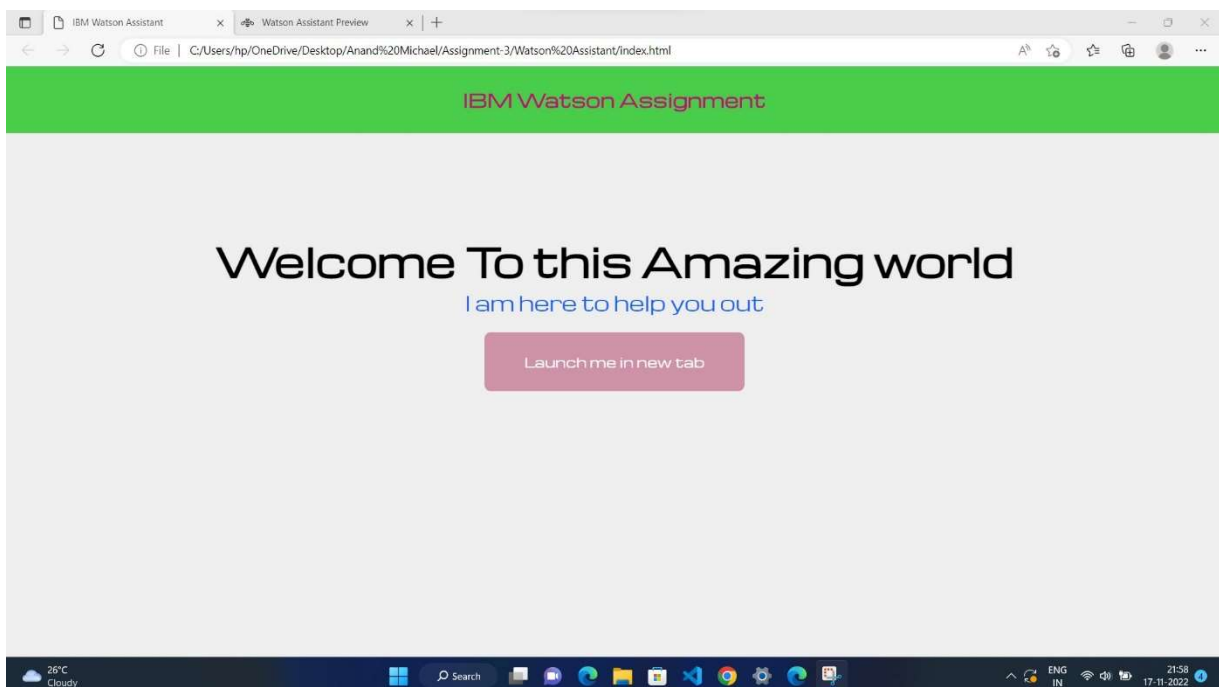 IBM Watson Assistant
Watson Assistant Preview
File | C:/Users/hp/OneDrive/Desktop/Anand%20Michael/Assignment-3/Watson%20Assistant/index.html
IBM Watson Assignment
Welcome To this Amazing world
I am here to help you out
Launch me in new tab
26°C
Cloudy
Search
ENG
IN
21:58
17-11-2022
4